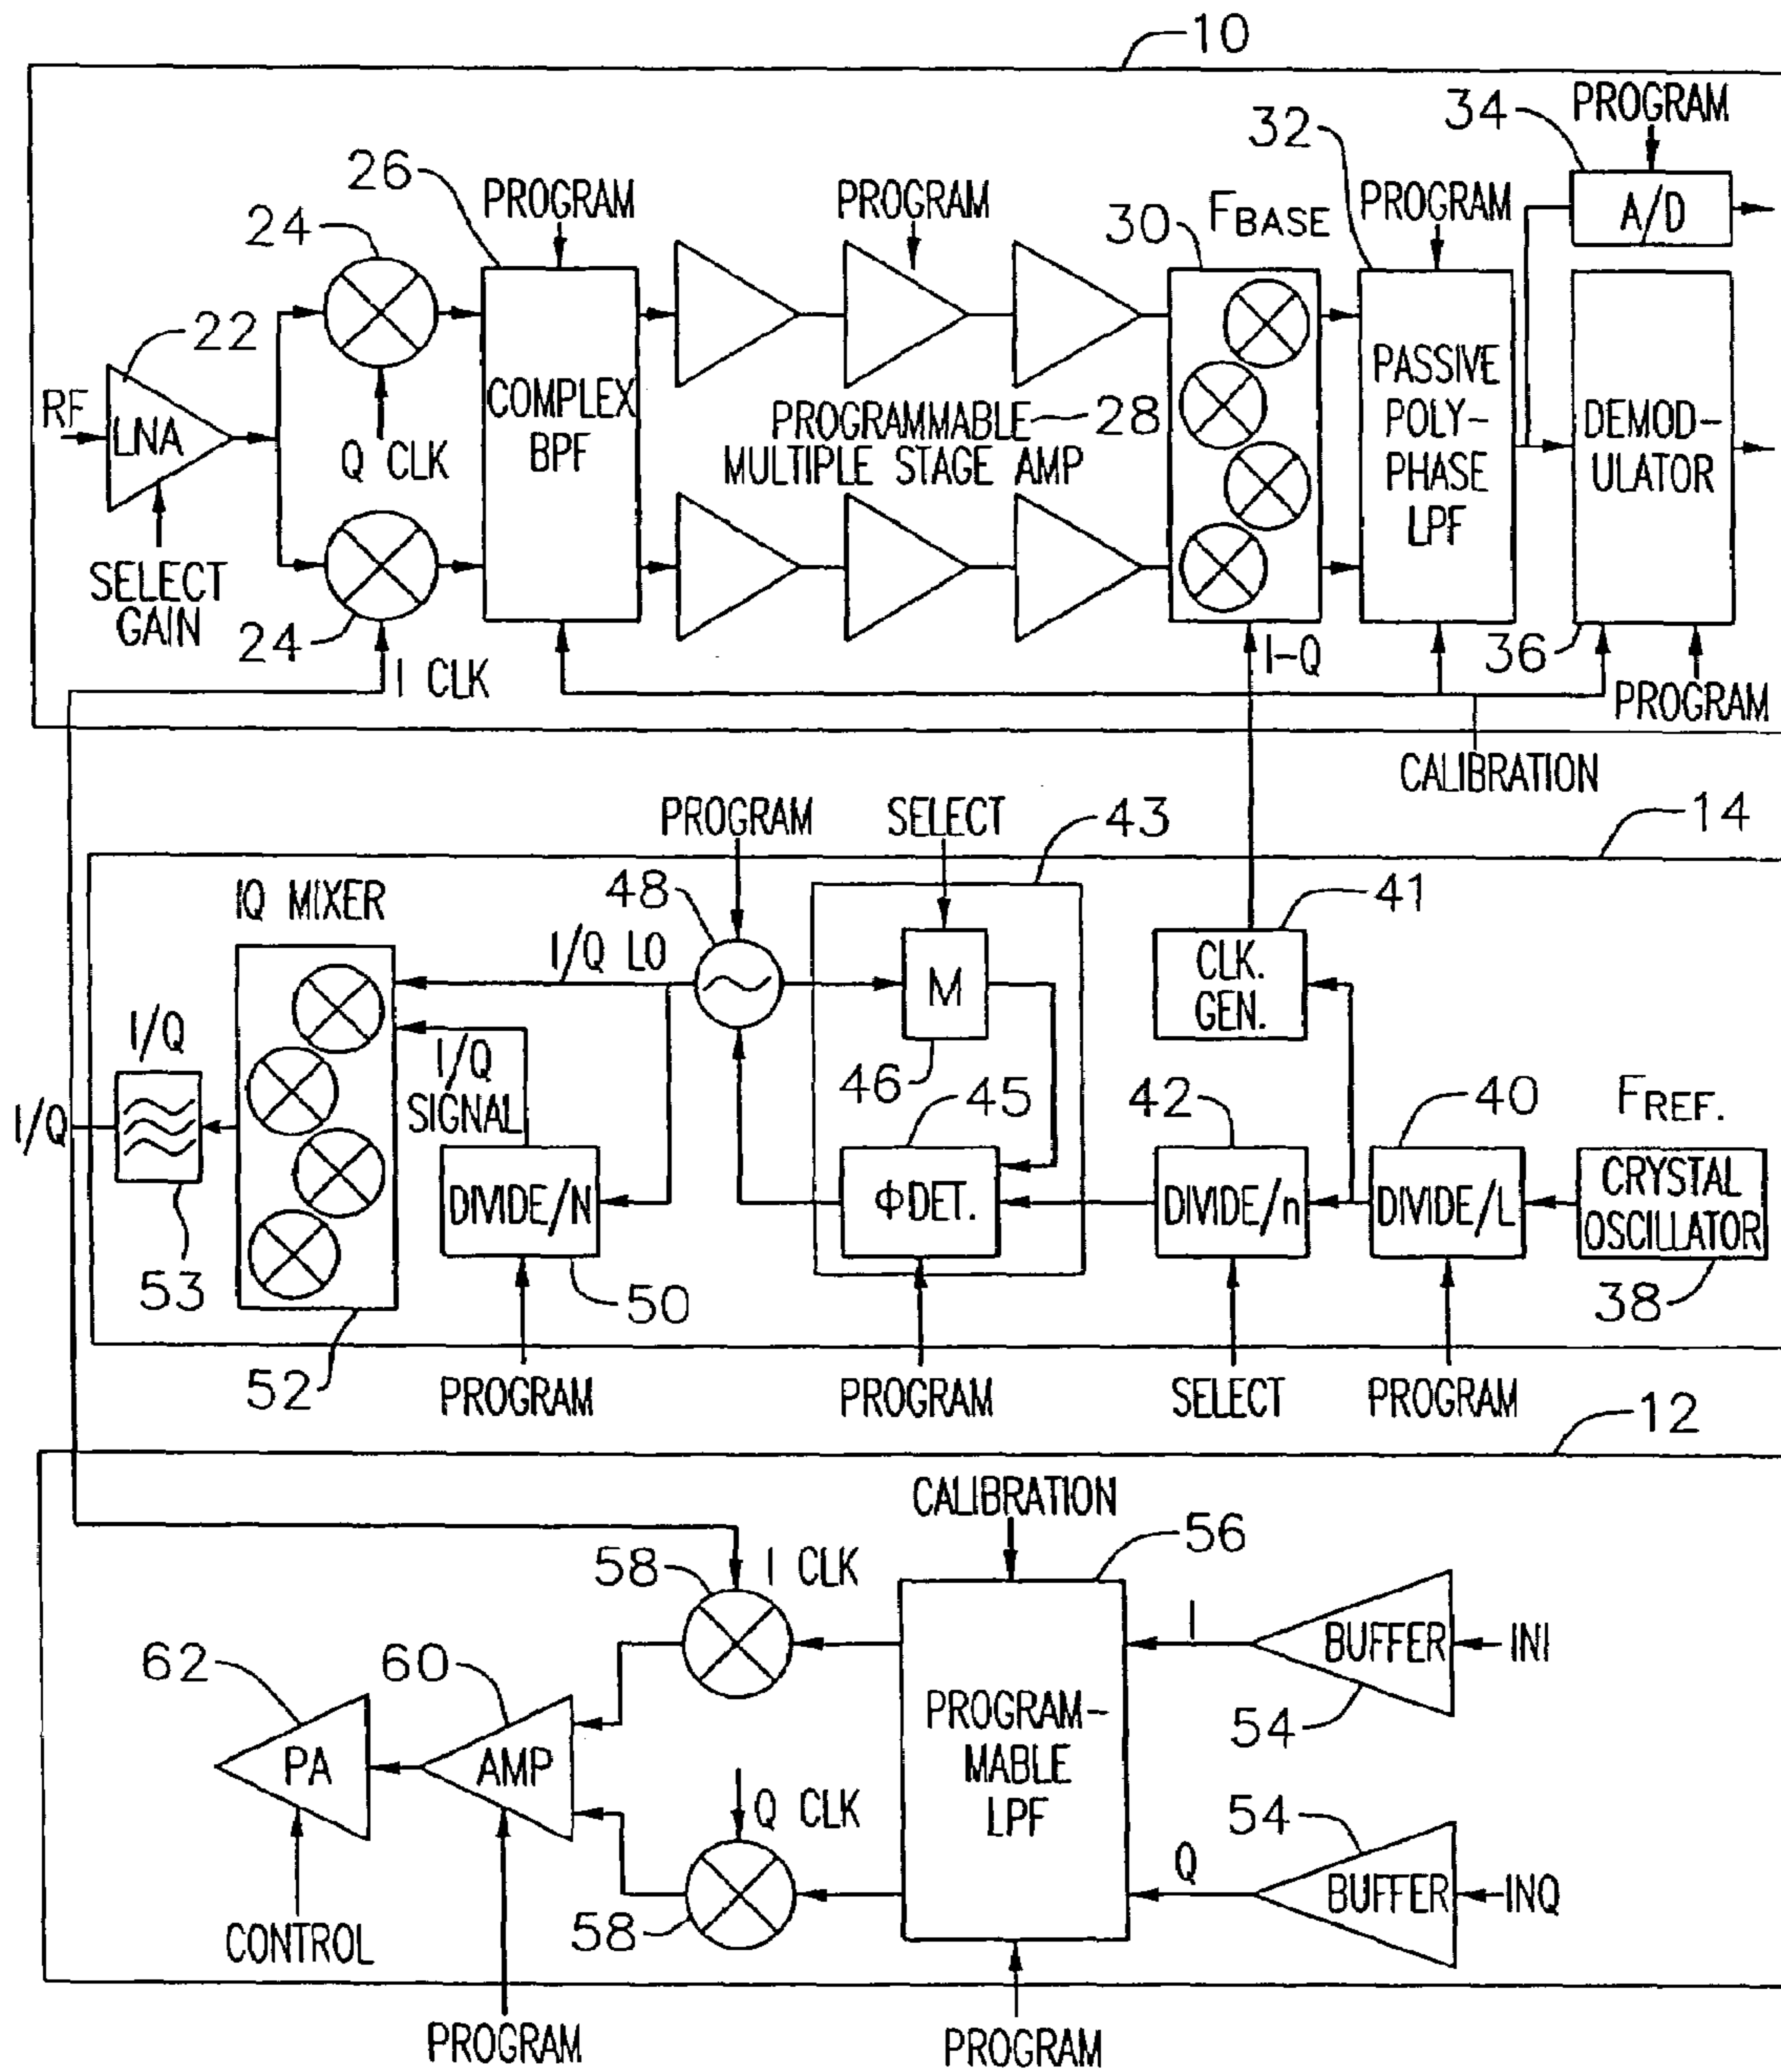 10
PROGRAM
34
A/D
32
PROGRAM
26
PROGRAM
PROGRAM
30
FBASE
24
22
RF
LNA
Q CLK
COMPLEX
BPF
PROGRAMMABLE
MULTIPLE STAGE AMP
28
PASSIVE
POLY-
PHASE
LPF
DEMOD-
ULATOR
SELECT
GAIN
24
I CLK
I-Q
36
PROGRAM
CALIBRATION
14
PROGRAM
SELECT
43
IQ MIXER
48
I/Q LO
M
46
41
CLK.
GEN.
I/Q
I/Q
SIGNAL
I/Q
45
42
40
FREF.
DIVIDE/N
ΦDET.
DIVIDE/n
DIVIDE/L
CRYSTAL
OSCILLATOR
53
50
38
52
PROGRAM
PROGRAM
SELECT
PROGRAM
12
CALIBRATION
58
I CLK
56
I
BUFFER
INI
54
62
60
PA
AMP
PROGRAM-
MABLE
LPF
Q CLK
54
Q
BUFFER
INQ
58
CONTROL
PROGRAM
PROGRAM